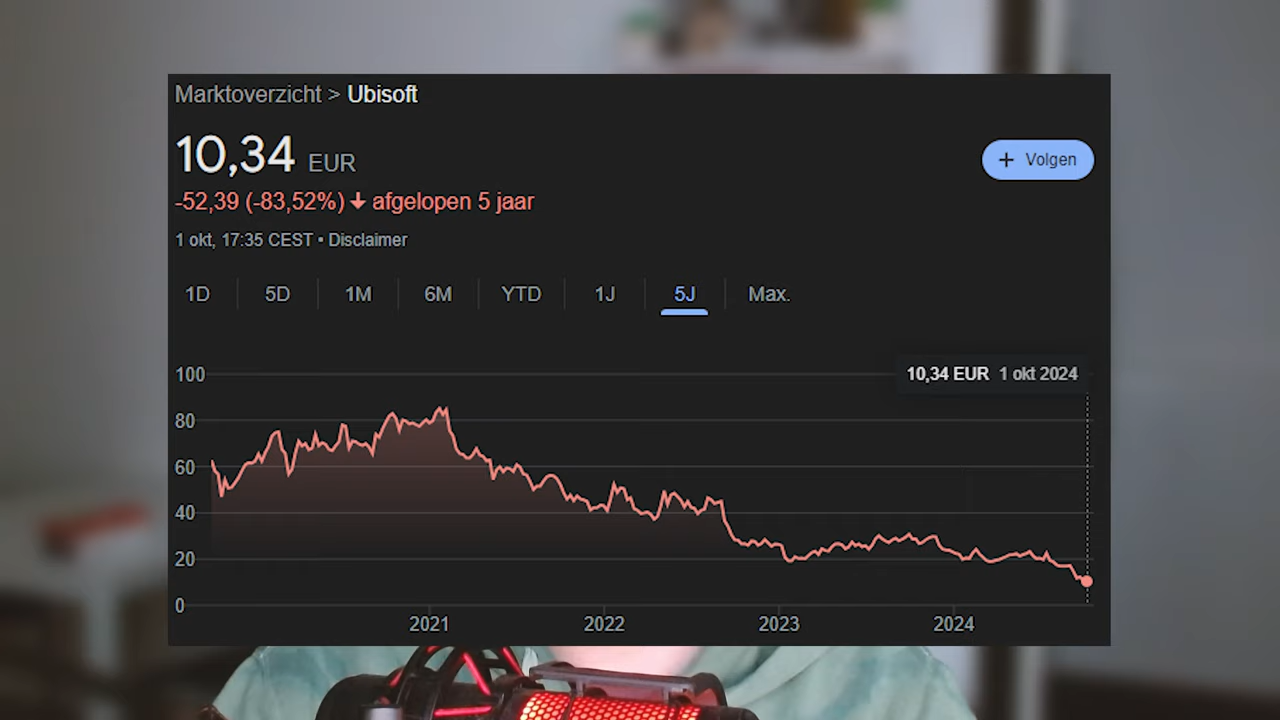 Marktoverzicht > Ubisoft
10,34 EUR
+ Volgen
-52,39 (-83,52%) ↓ afgelopen 5 jaar
1 okt, 17:35 CEST • Disclaimer
1D 5D 1M 6M YTD 1J 5J Max.
10,34 EUR 1 okt 2024
100
80
60
40
20
0
2021 2022 2023 2024